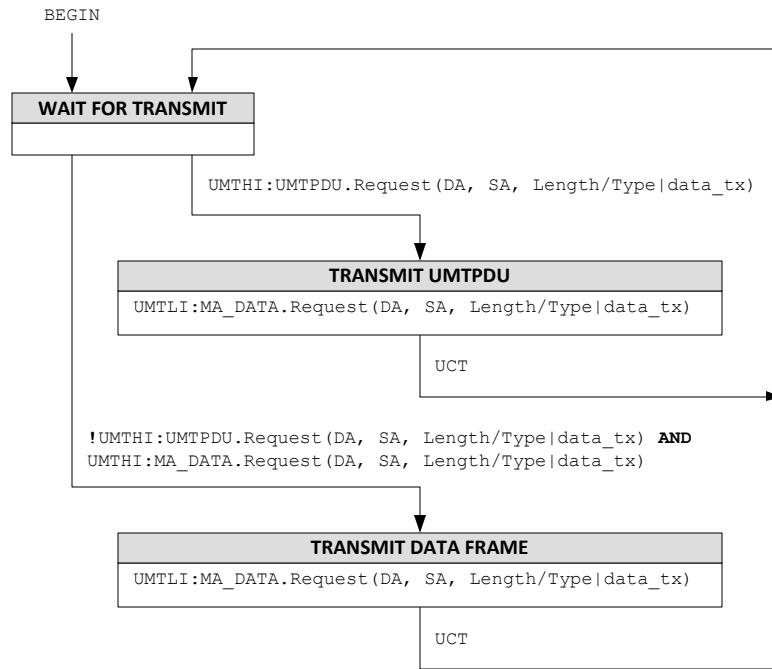 BEGIN
WAIT FOR TRANSMIT
UMTHI:UMTPDU.Request(DA, SA, Length/Type|data_tx)
TRANSMIT UMTPDU
UMTLI:MA_DATA.Request(DA, SA, Length/Type|data_tx)
UCT
!UMTHI:UMTPDU.Request(DA, SA, Length/Type|data_tx) AND
UMTHI:MA_DATA.Request(DA, SA, Length/Type|data_tx)
TRANSMIT DATA FRAME
UMTLI:MA_DATA.Request(DA, SA, Length/Type|data_tx)
UCT